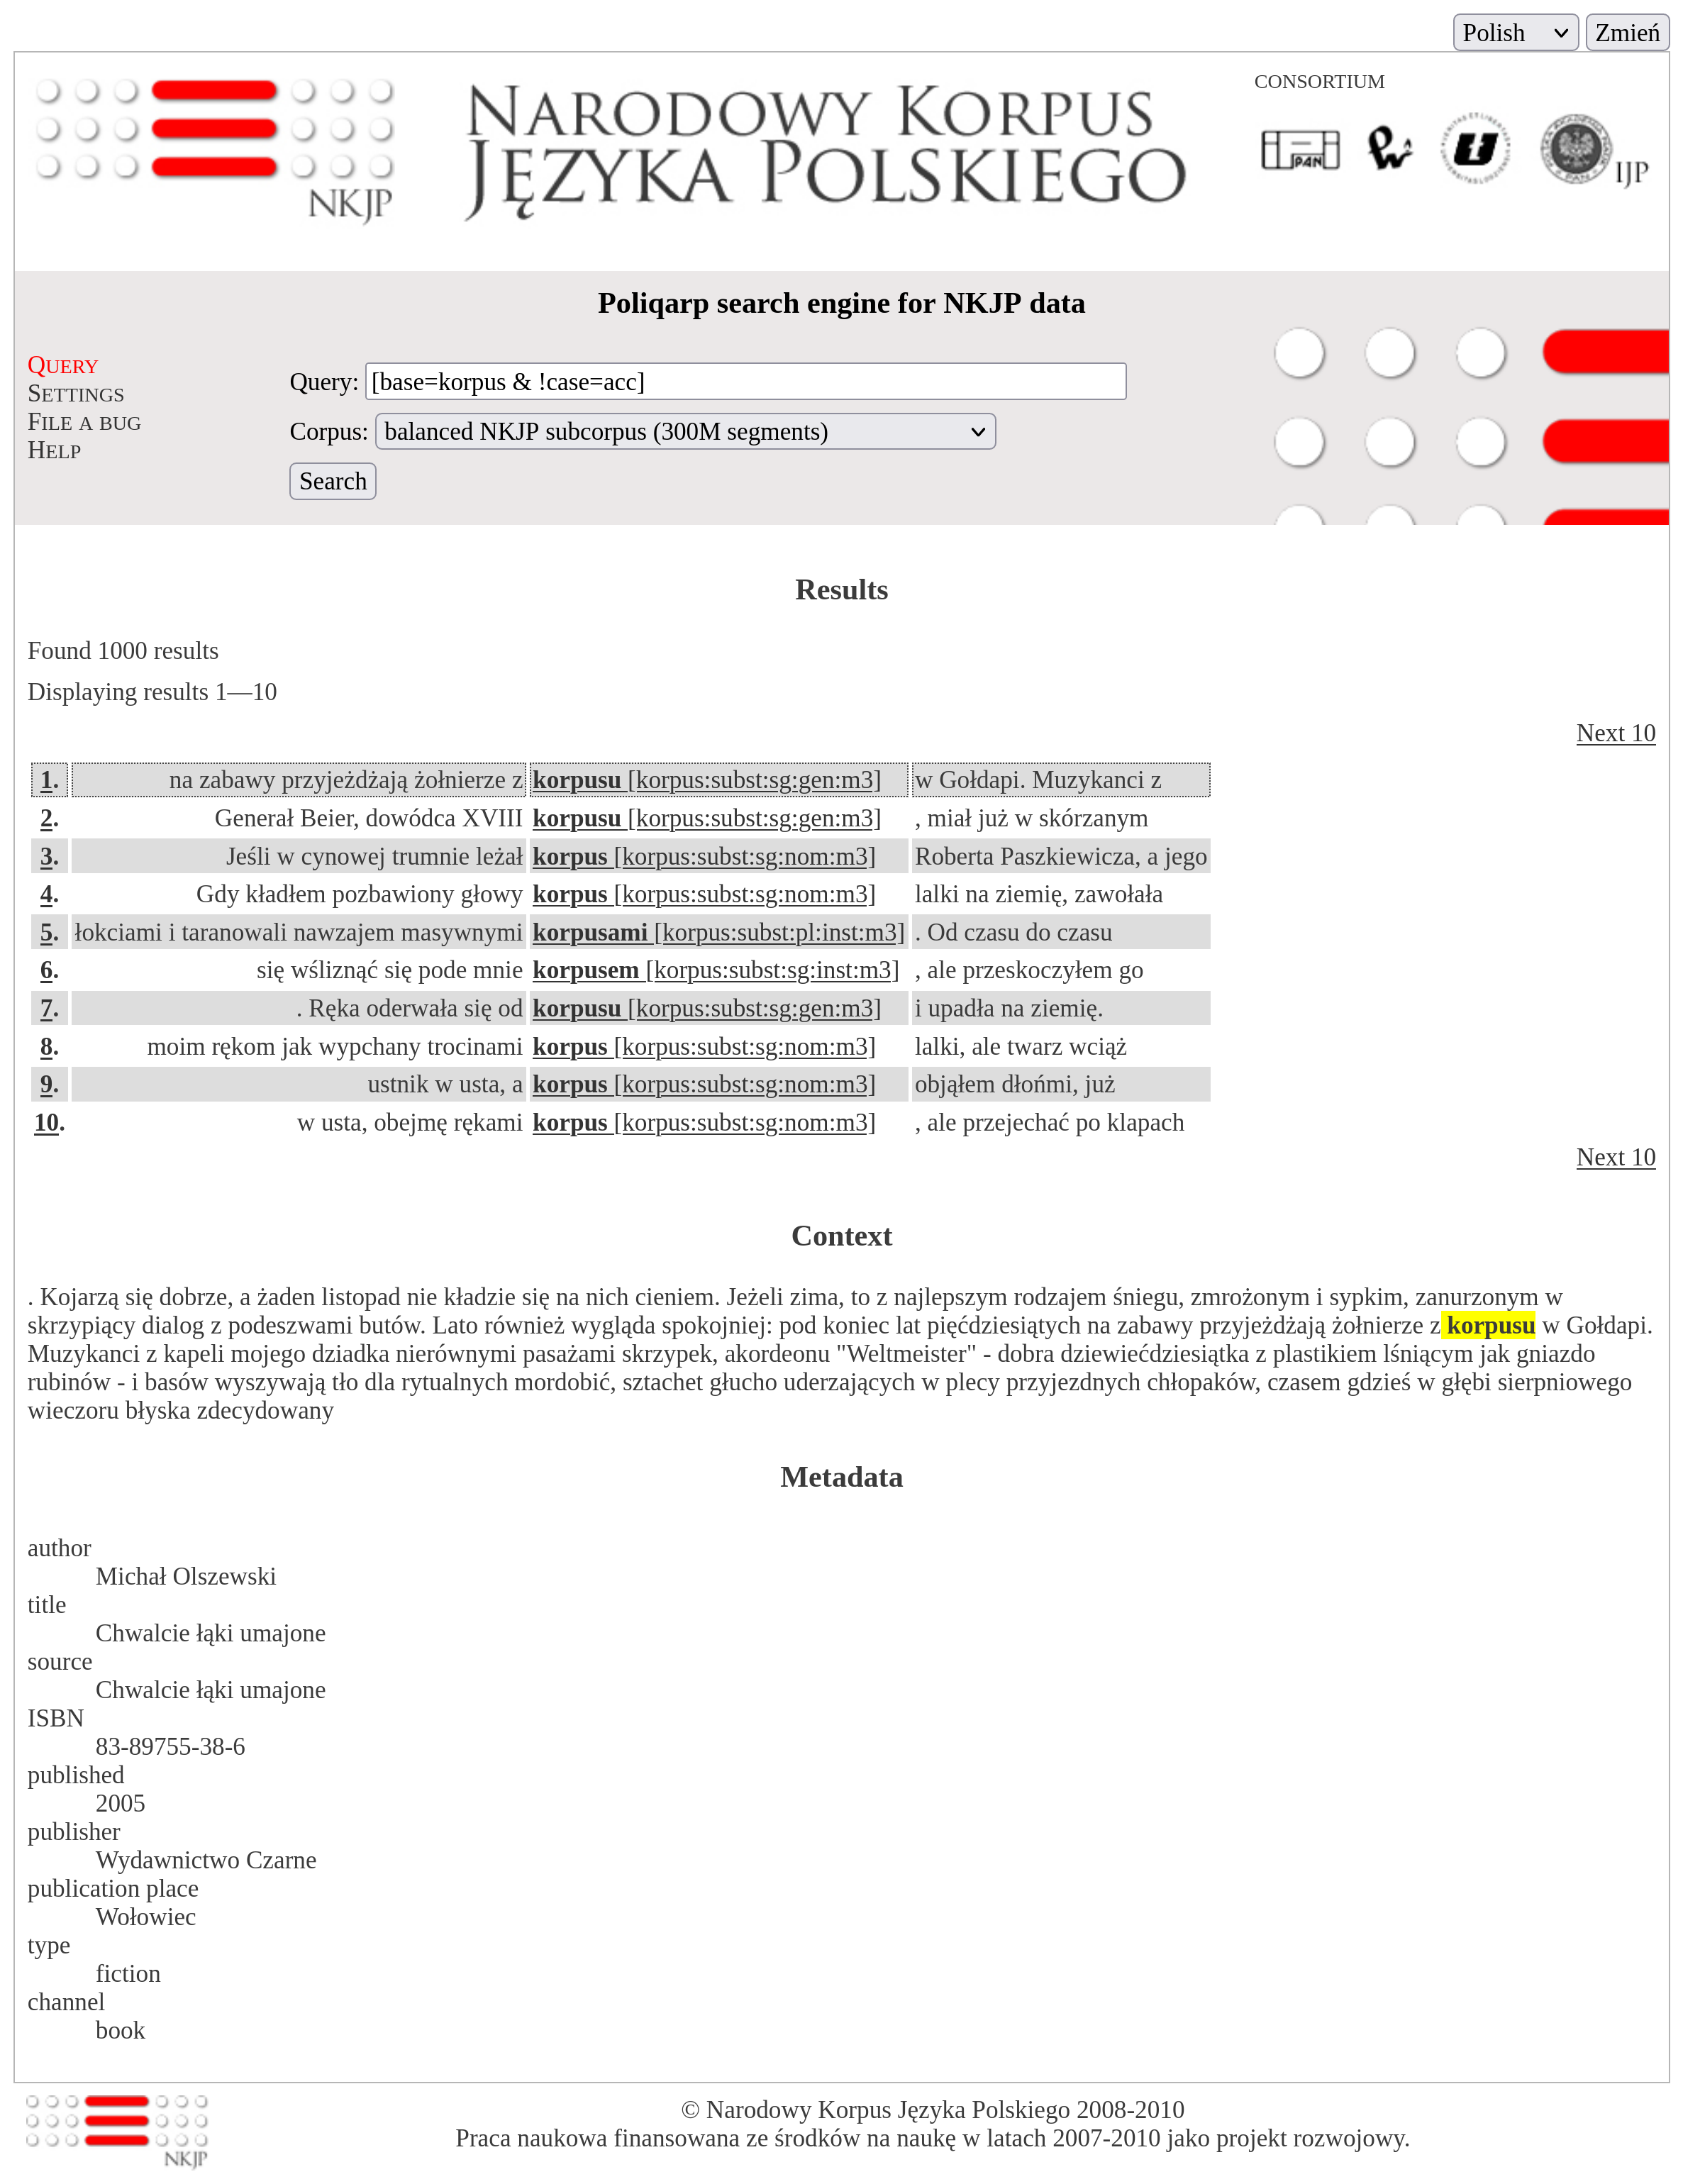 Polish Zmień
NARODOWY KORPUS
JĘZYKA POLSKIEGO
NKJP
CONSORTIUM
IPI PAN
IJP
Poliqarp search engine for NKJP data
QUERY
SETTINGS
FILE A BUG
HELP
Query: [base=korpus & !case=acc]
Corpus: balanced NKJP subcorpus (300M segments)
Search
Results
Found 1000 results
Displaying results 1—10
Next 10
1. na zabawy przyjeżdżają żołnierze z korpusu [korpus:subst:sg:gen:m3] w Gołdapi. Muzykanci z
2. Generał Beier, dowódca XVIII korpusu [korpus:subst:sg:gen:m3] , miał już w skórzanym
3. Jeśli w cynowej trumnie leżał korpus [korpus:subst:sg:nom:m3] Roberta Paszkiewicza, a jego
4. Gdy kładłem pozbawiony głowy korpus [korpus:subst:sg:nom:m3] lalki na ziemię, zawołała
5. łokciami i taranowali nawzajem masywnymi korpusami [korpus:subst:pl:inst:m3] . Od czasu do czasu
6. się wśliznąć się pode mnie korpusem [korpus:subst:sg:inst:m3] , ale przeskoczyłem go
7. . Ręka oderwała się od korpusu [korpus:subst:sg:gen:m3] i upadła na ziemię.
8. moim rękom jak wypchany trocinami korpus [korpus:subst:sg:nom:m3] lalki, ale twarz wciąż
9. ustnik w usta, a korpus [korpus:subst:sg:nom:m3] objąłem dłońmi, już
10. w usta, obejmę rękami korpus [korpus:subst:sg:nom:m3] , ale przejechać po klapach
Next 10
Context
. Kojarzą się dobrze, a żaden listopad nie kładzie się na nich cieniem. Jeżeli zima, to z najlepszym rodzajem śniegu, zmrożonym i sypkim, zanurzonym w
skrzypiący dialog z podeszwami butów. Lato również wygląda spokojniej: pod koniec lat pięćdziesiątych na zabawy przyjeżdżają żołnierze z korpusu w Gołdapi.
Muzykanci z kapeli mojego dziadka nierównymi pasażami skrzypek, akordeonu "Weltmeister" - dobra dziewiećdziesiątka z plastikiem lśniącym jak gniazdo
rubinów - i basów wyszywają tło dla rytualnych mordobić, sztachet głucho uderzających w plecy przyjezdnych chłopaków, czasem gdzieś w głębi sierpniowego
wieczoru błyska zdecydowany
Metadata
author
Michał Olszewski
title
Chwalcie łąki umajone
source
Chwalcie łąki umajone
ISBN
83-89755-38-6
published
2005
publisher
Wydawnictwo Czarne
publication place
Wołowiec
type
fiction
channel
book
NKJP
© Narodowy Korpus Języka Polskiego 2008-2010
Praca naukowa finansowana ze środków na naukę w latach 2007-2010 jako projekt rozwojowy.